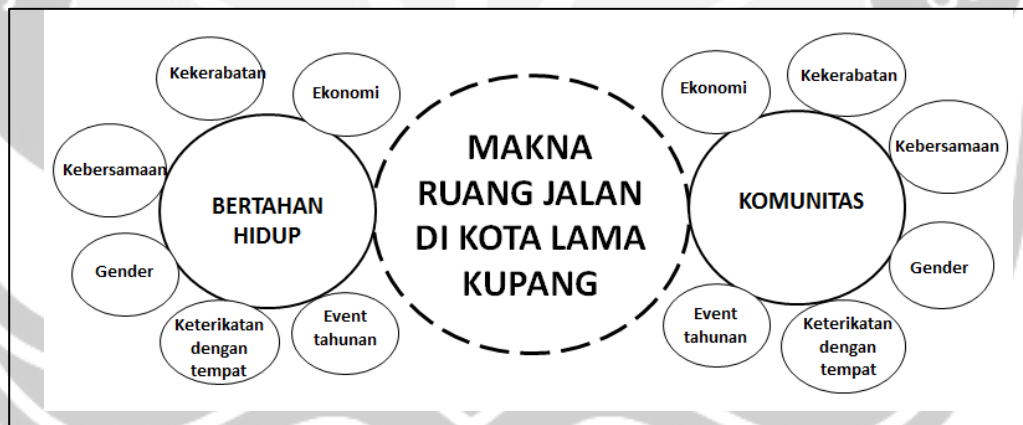 Kekerabatan
Ekonomi
Kebersamaan
BERTAHAN
HIDUP
Gender
Keterikatan
dengan
tempat
Event
tahunan
MAKNA
RUANG JALAN
DI KOTA LAMA
KUPANG
Ekonomi
Kekerabatan
Kebersamaan
KOMUNITAS
Gender
Event
tahunan
Keterikatan
dengan
tempat